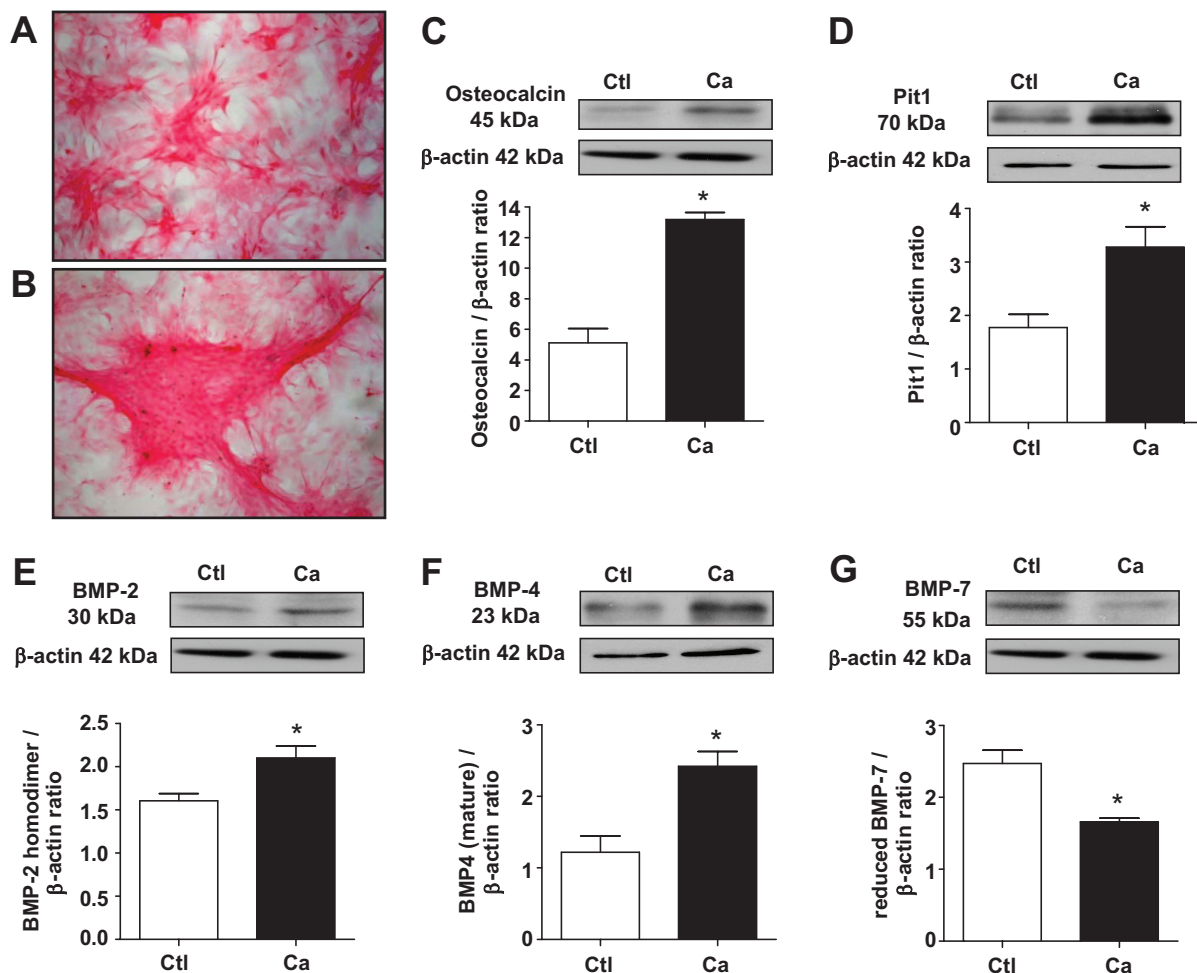 A
B
C
Ctl Ca
Osteocalcin
45 kDa
β-actin 42 kDa
Osteocalcin / β-actin ratio
14
12
10
8
6
4
2
0
*
Ctl Ca
D
Ctl Ca
Pit1
70 kDa
β-actin 42 kDa
Pit1 / β-actin ratio
4
3
2
1
0
*
Ctl Ca
E
Ctl Ca
BMP-2
30 kDa
β-actin 42 kDa
BMP-2 homodimer /
β-actin ratio
2.5
2.0
1.5
1.0
0.5
0.0
*
Ctl Ca
F
Ctl Ca
BMP-4
23 kDa
β-actin 42 kDa
BMP4 (mature) /
β-actin ratio
3
2
1
0
*
Ctl Ca
G
Ctl Ca
BMP-7
55 kDa
β-actin 42 kDa
reduced BMP-7 /
β-actin ratio
3
2
1
0
*
Ctl Ca